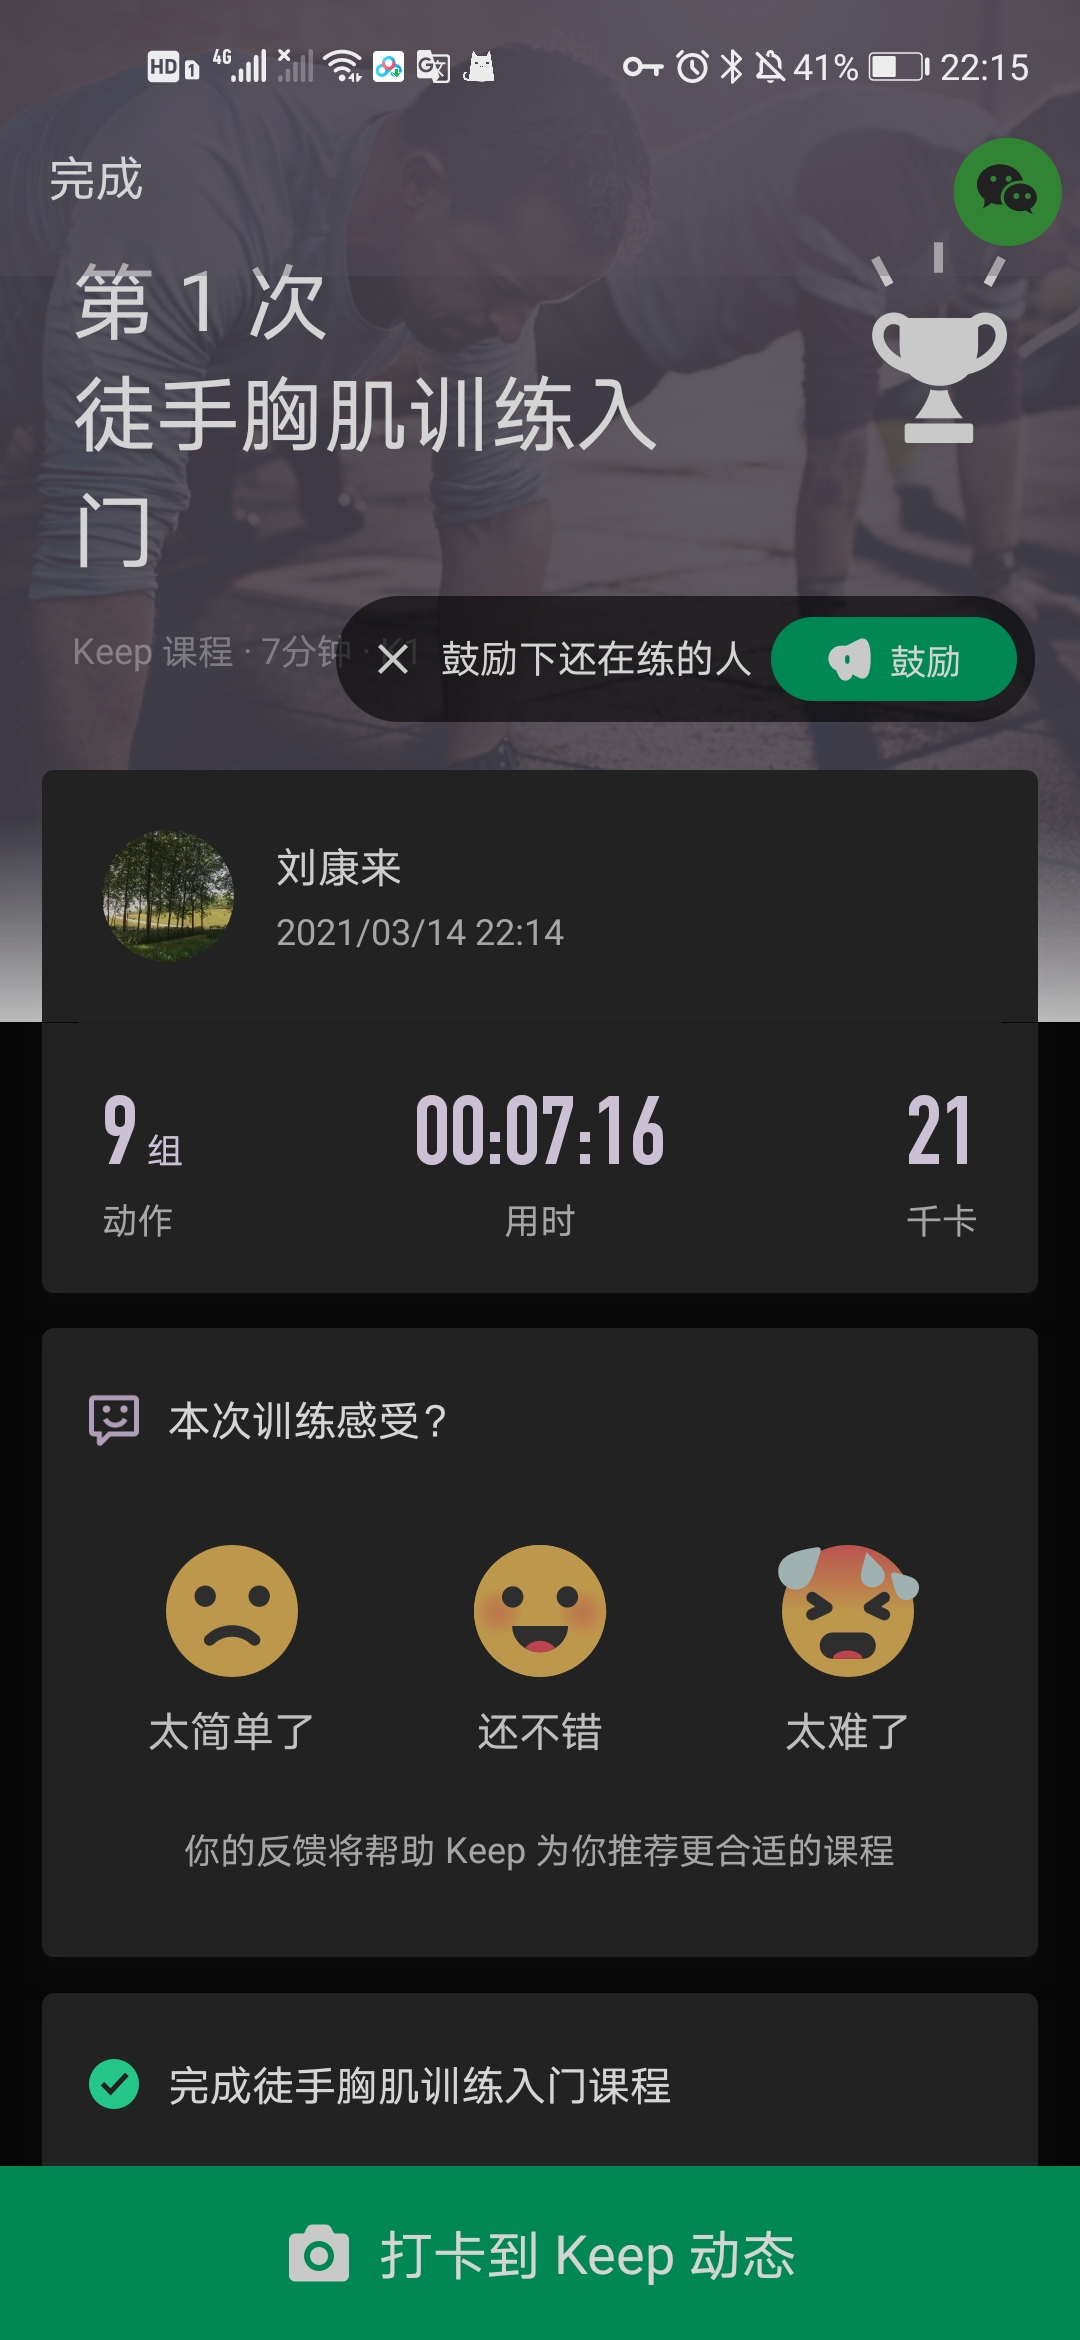 HD 1 4G 41% 22:15
完成
第 1 次
徒手胸肌训练入
门
Keep 课程 · 7分钟 · K1
鼓励下还在练的人 鼓励
刘康来
2021/03/14 22:14
9 组 00:07:16 21
动作 用时 千卡
本次训练感受?
太简单了 还不错 太难了
你的反馈将帮助 Keep 为你推荐更合适的课程
完成徒手胸肌训练入门课程
打卡到 Keep 动态